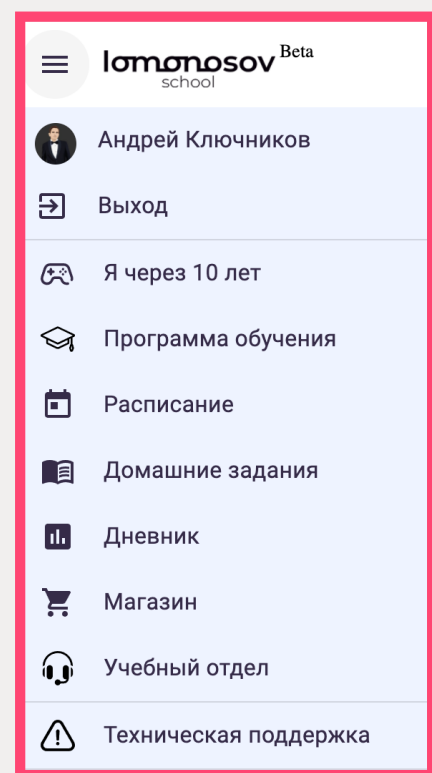 lomonosov Beta
school
Андрей Ключников
Выход
Я через 10 лет
Программа обучения
Расписание
Домашние задания
Дневник
Магазин
Учебный отдел
Техническая поддержка